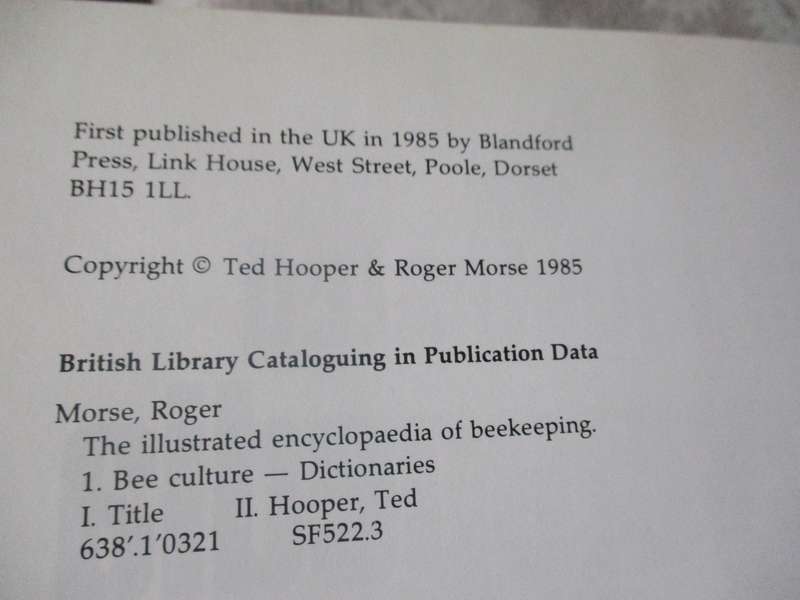 First published in the UK in 1985 by Blandford
Press, Link House, West Street, Poole, Dorset
BH15 1LL.
Copyright © Ted Hooper & Roger Morse 1985
British Library Cataloguing in Publication Data
Morse, Roger
The illustrated encyclopaedia of beekeeping.
1. Bee culture — Dictionaries
I. Title II. Hooper, Ted
638′.1′0321 SF522.3